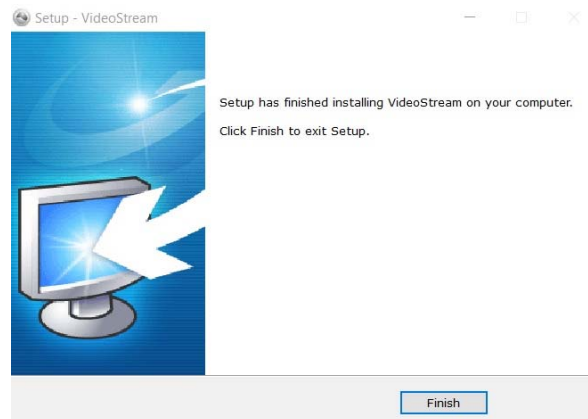 Setup - VideoStream
Setup has finished installing VideoStream on your computer.
Click Finish to exit Setup.
Finish